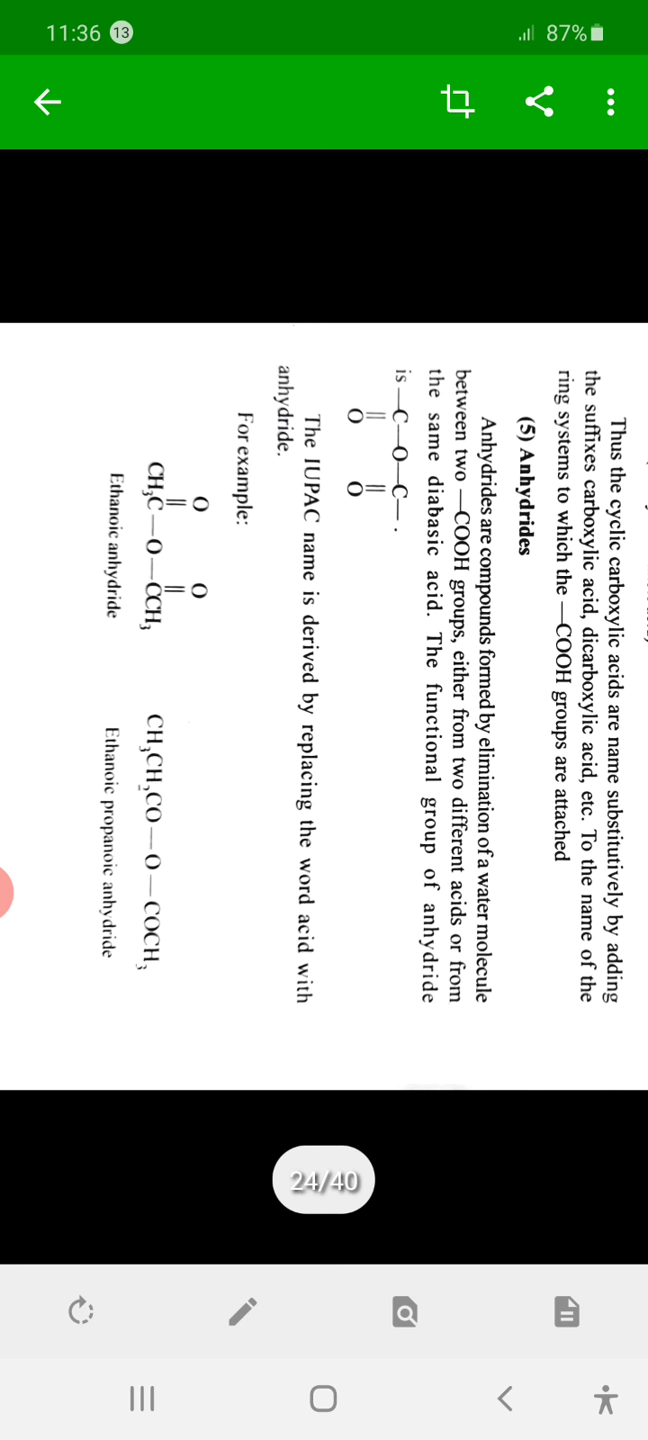 11:36 13 87%
Thus the cyclic carboxylic acids are name substitutively by adding
the suffixes carboxylic acid, dicarboxylic acid, etc. To the name of the
ring systems to which the —COOH groups are attached
(5) Anhydrides
Anhydrides are compounds formed by elimination of a water molecule
between two —COOH groups, either from two different acids or from
the same diabasic acid. The functional group of anhydride
is —C—O—C— .
‖ ‖
O O
The IUPAC name is derived by replacing the word acid with
anhydride.
For example:
O O
‖ ‖
CH₃C—O—CCH₃ CH₃CH₂CO—O—COCH₃
Ethanoic anhydride Ethanoic propanoic anhydride
24/40